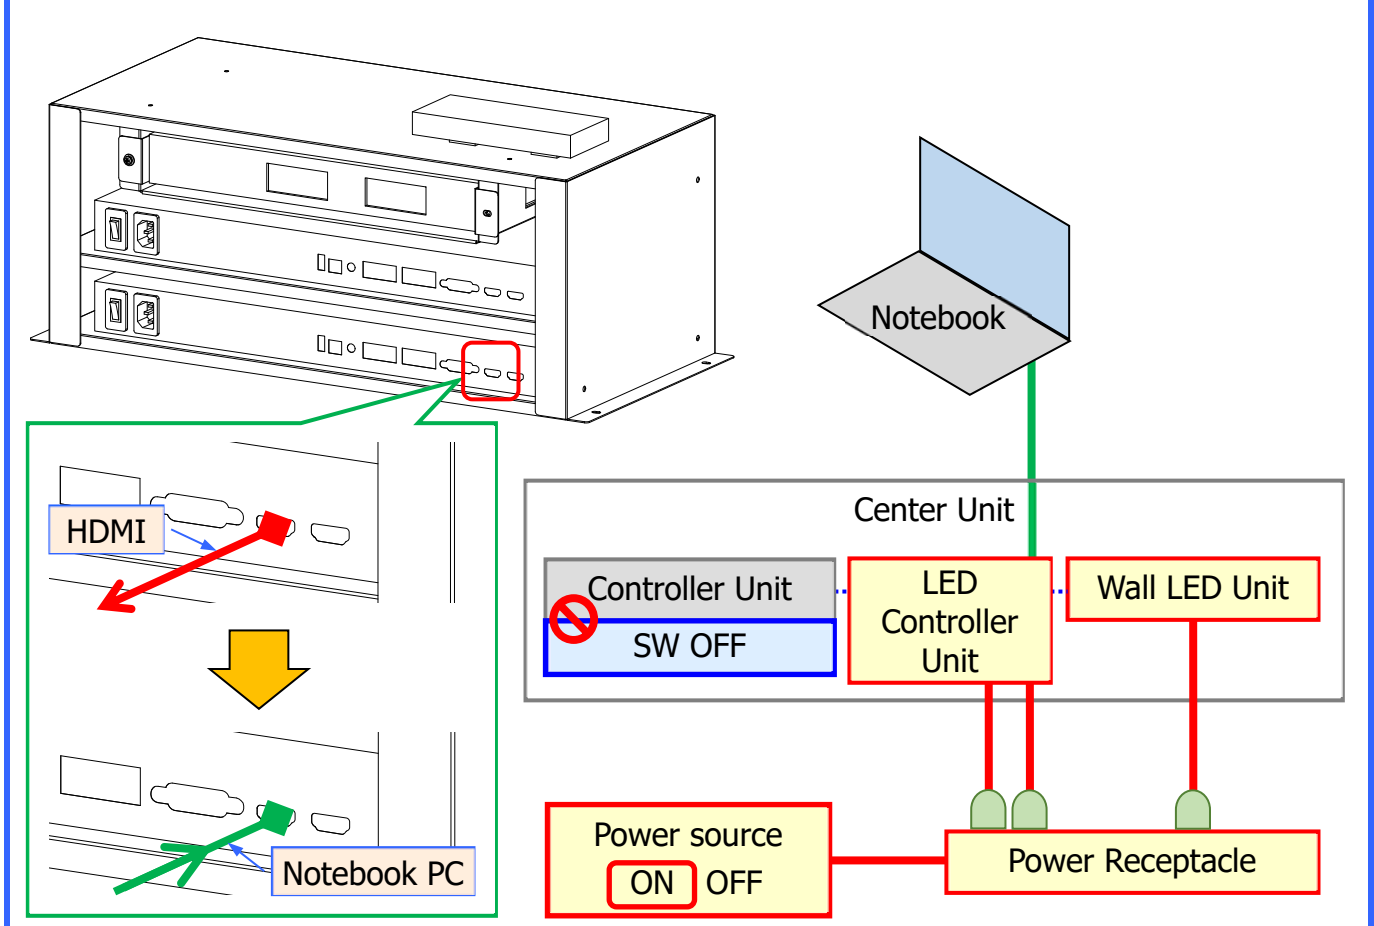 Notebook
HDMI
Notebook PC
Center Unit
Controller Unit
SW OFF
LED
Controller
Unit
Wall LED Unit
Power source
ON OFF
Power Receptacle